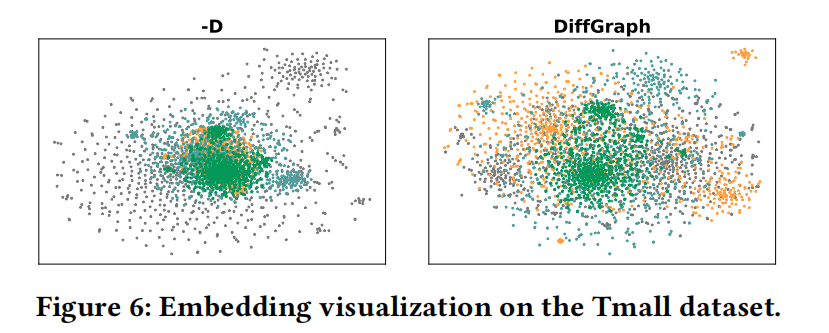 -D
DiffGraph
Figure 6: Embedding visualization on the Tmall dataset.